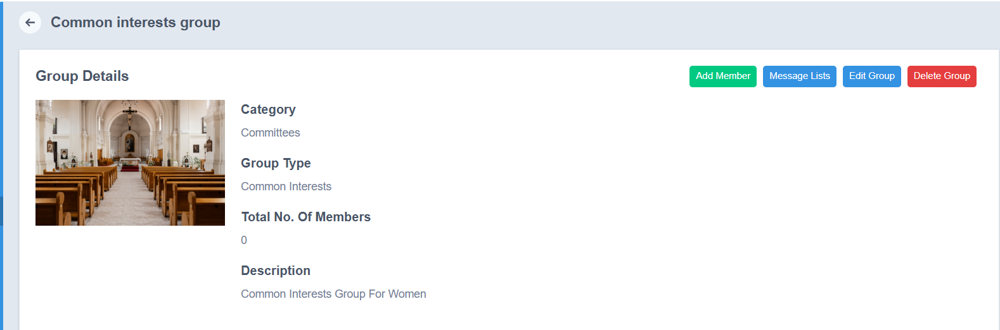 Common interests group
Group Details
Add Member
Message Lists
Edit Group
Delete Group
Category
Committees
Group Type
Common Interests
Total No. Of Members
0
Description
Common Interests Group For Women